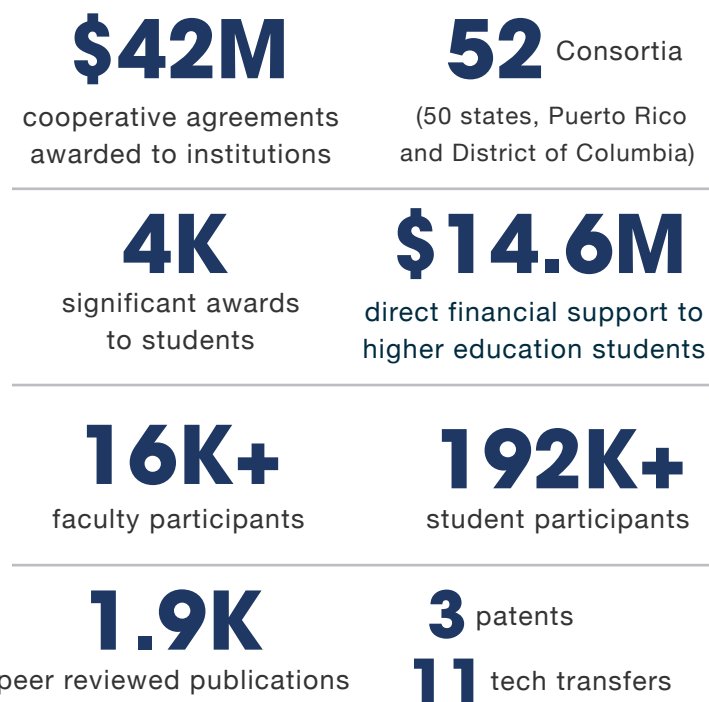 $42M
cooperative agreements
awarded to institutions
52 Consortia
(50 states, Puerto Rico
and District of Columbia)
4K
significant awards
to students
$14.6M
direct financial support to
higher education students
16K+
faculty participants
192K+
student participants
1.9K
peer reviewed publications
3 patents
11 tech transfers